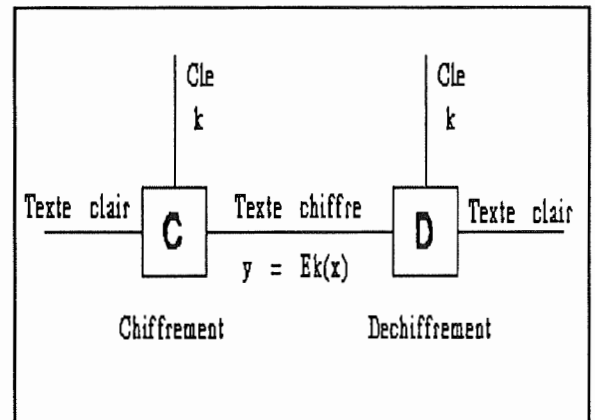 Cle
k
Cle
k
Texte clair
C
Texte chiffre
D
Texte clair
y = Ek(x)
Chiffrement
Dechiffrement